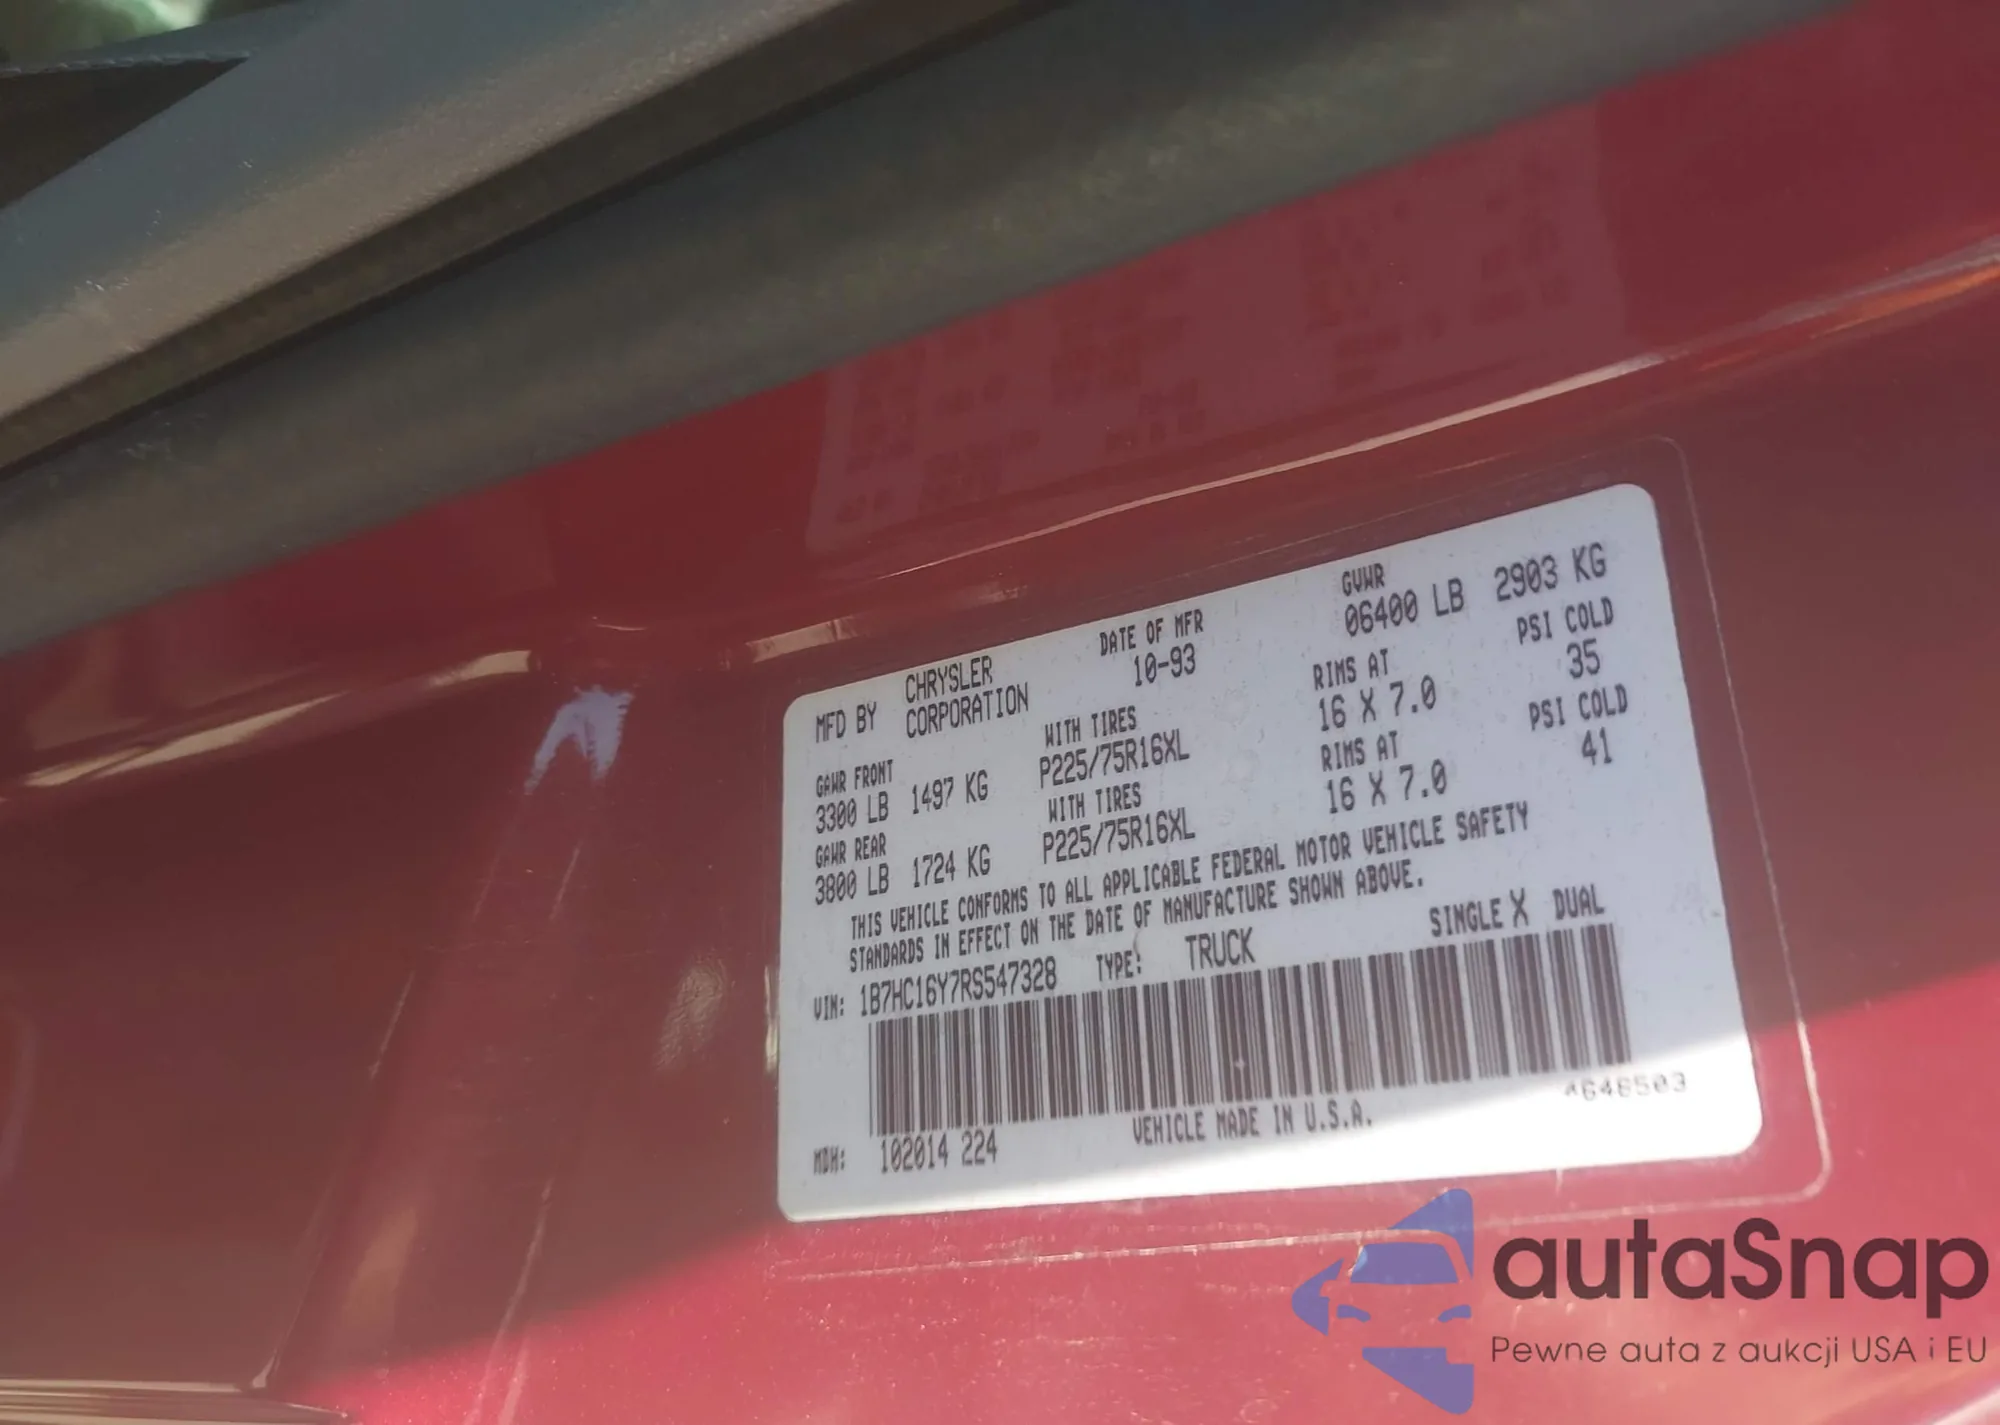 MFD BY CHRYSLER CORPORATION DATE OF MFR 10-93 GVWR 06400 LB 2903 KG
GAWR FRONT WITH TIRES RIMS AT PSI COLD
3300 LB 1497 KG P225/75R16XL 16 X 7.0 35
GAWR REAR WITH TIRES RIMS AT PSI COLD
3800 LB 1724 KG P225/75R16XL 16 X 7.0 41
THIS VEHICLE CONFORMS TO ALL APPLICABLE FEDERAL MOTOR VEHICLE SAFETY
STANDARDS IN EFFECT ON THE DATE OF MANUFACTURE SHOWN ABOVE.
VIN: 1B7HC16Y7RS547328 TYPE: TRUCK SINGLE X DUAL
MDH: 102014 224 VEHICLE MADE IN U.S.A.
autaSnap
Pewne auta z aukcji USA i EU